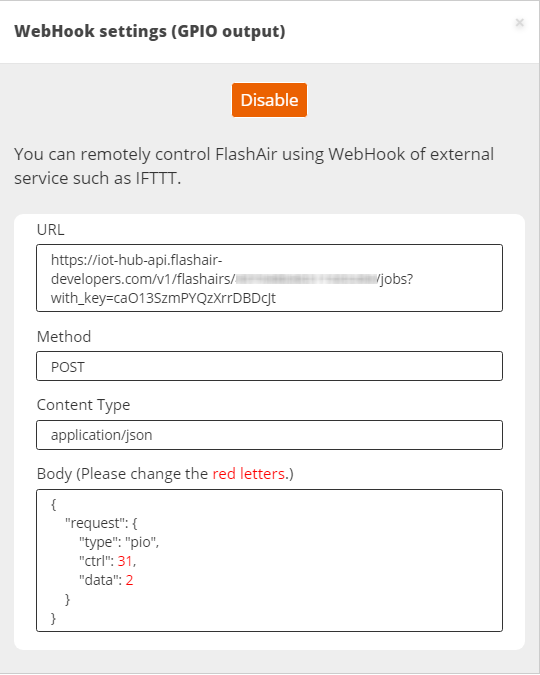 WebHook settings (GPIO output)
×
Disable
You can remotely control FlashAir using WebHook of external
service such as IFTTT.
URL
https://iot-hub-api.flashair-
developers.com/v1/flashairs/ /jobs?
with_key=caO13SzmPYQzXrrDBDcJt
Method
POST
Content Type
application/json
Body (Please change the red letters.)
{
"request": {
"type": "pio",
"ctrl": 31,
"data": 2
}
}